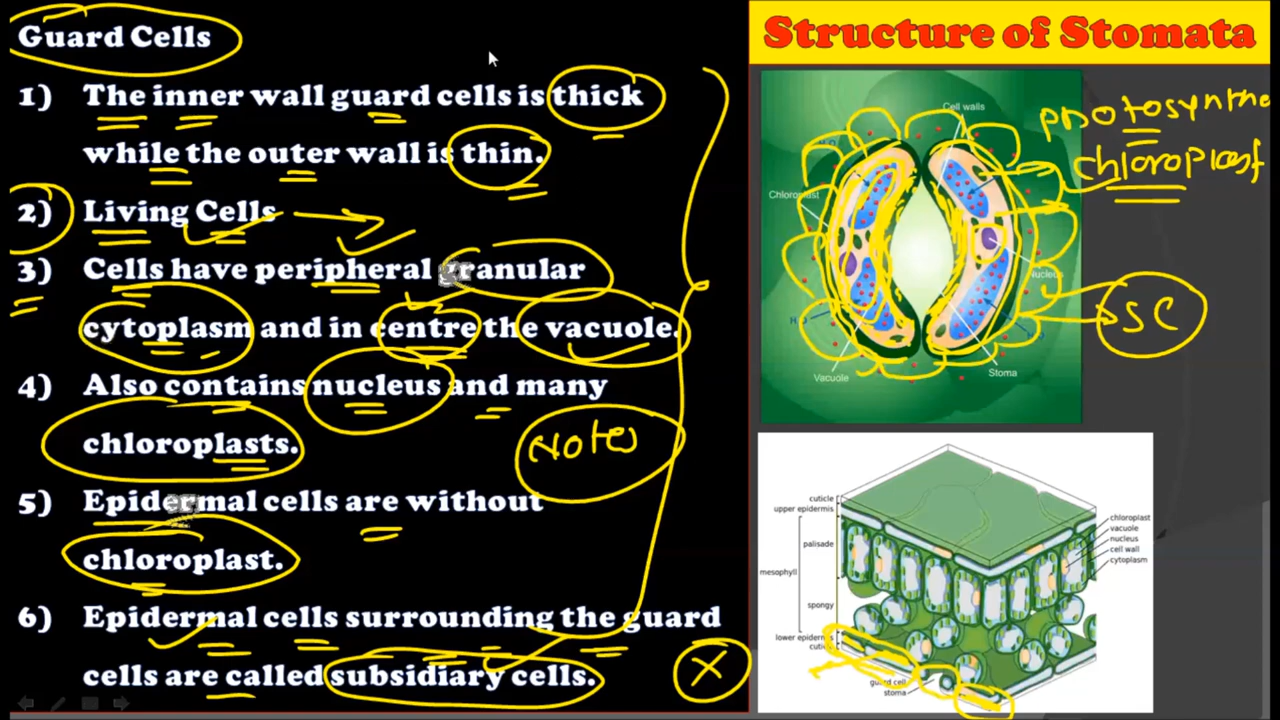 Guard Cells
1) The inner wall guard cells is thick
while the outer wall is thin.
2) Living Cells
3) Cells have peripheral granular
cytoplasm and in centre the vacuole.
4) Also contains nucleus and many
chloroplasts.
Notes
5) Epidermal cells are without
chloroplast.
6) Epidermal cells surrounding the guard
cells are called subsidiary cells.
X
Structure of Stomata
Cell walls
photosynthe
chloroplast
Chloroplast
Nucleus
SC
Vacuole
Stoma
cuticle
upper epidermis
palisade
mesophyll
spongy
lower epidermis
guard cell
stoma
chloroplast
vacuole
nucleus
cell wall
cytoplasm